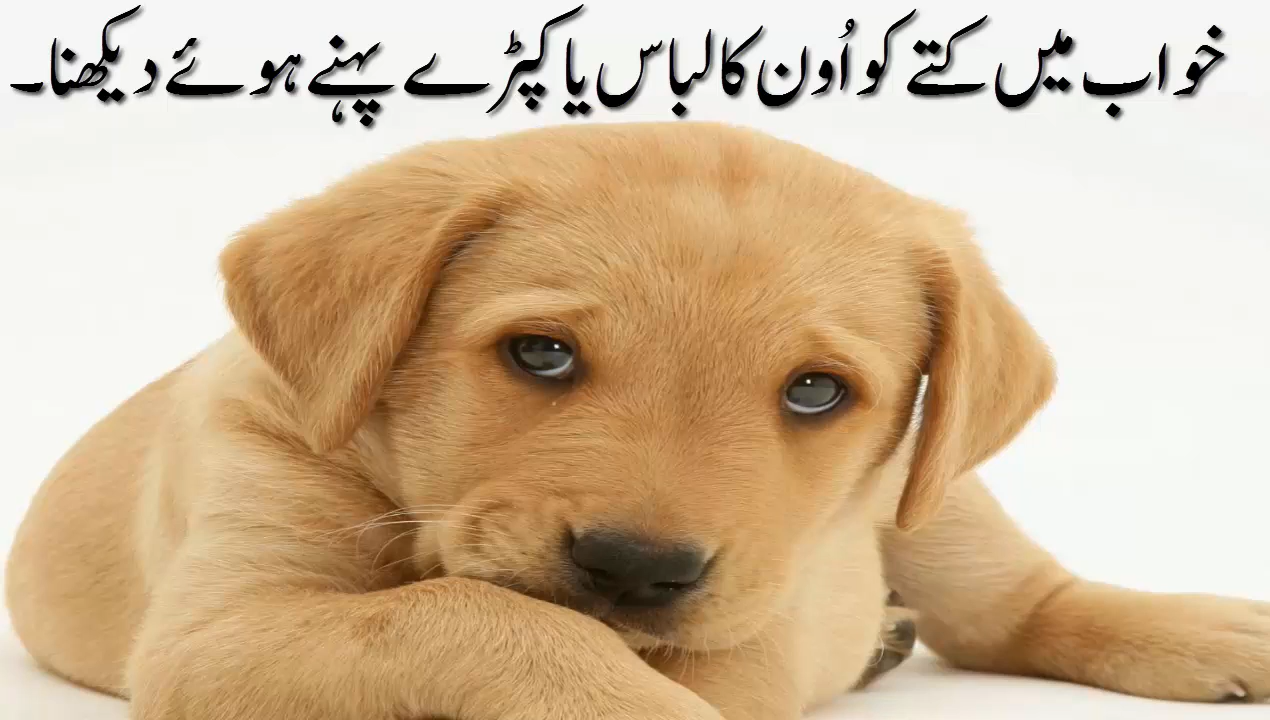 خواب میں کتے کو اُون کا لباس یا کپڑے پہنے ہوئے دیکھنا۔